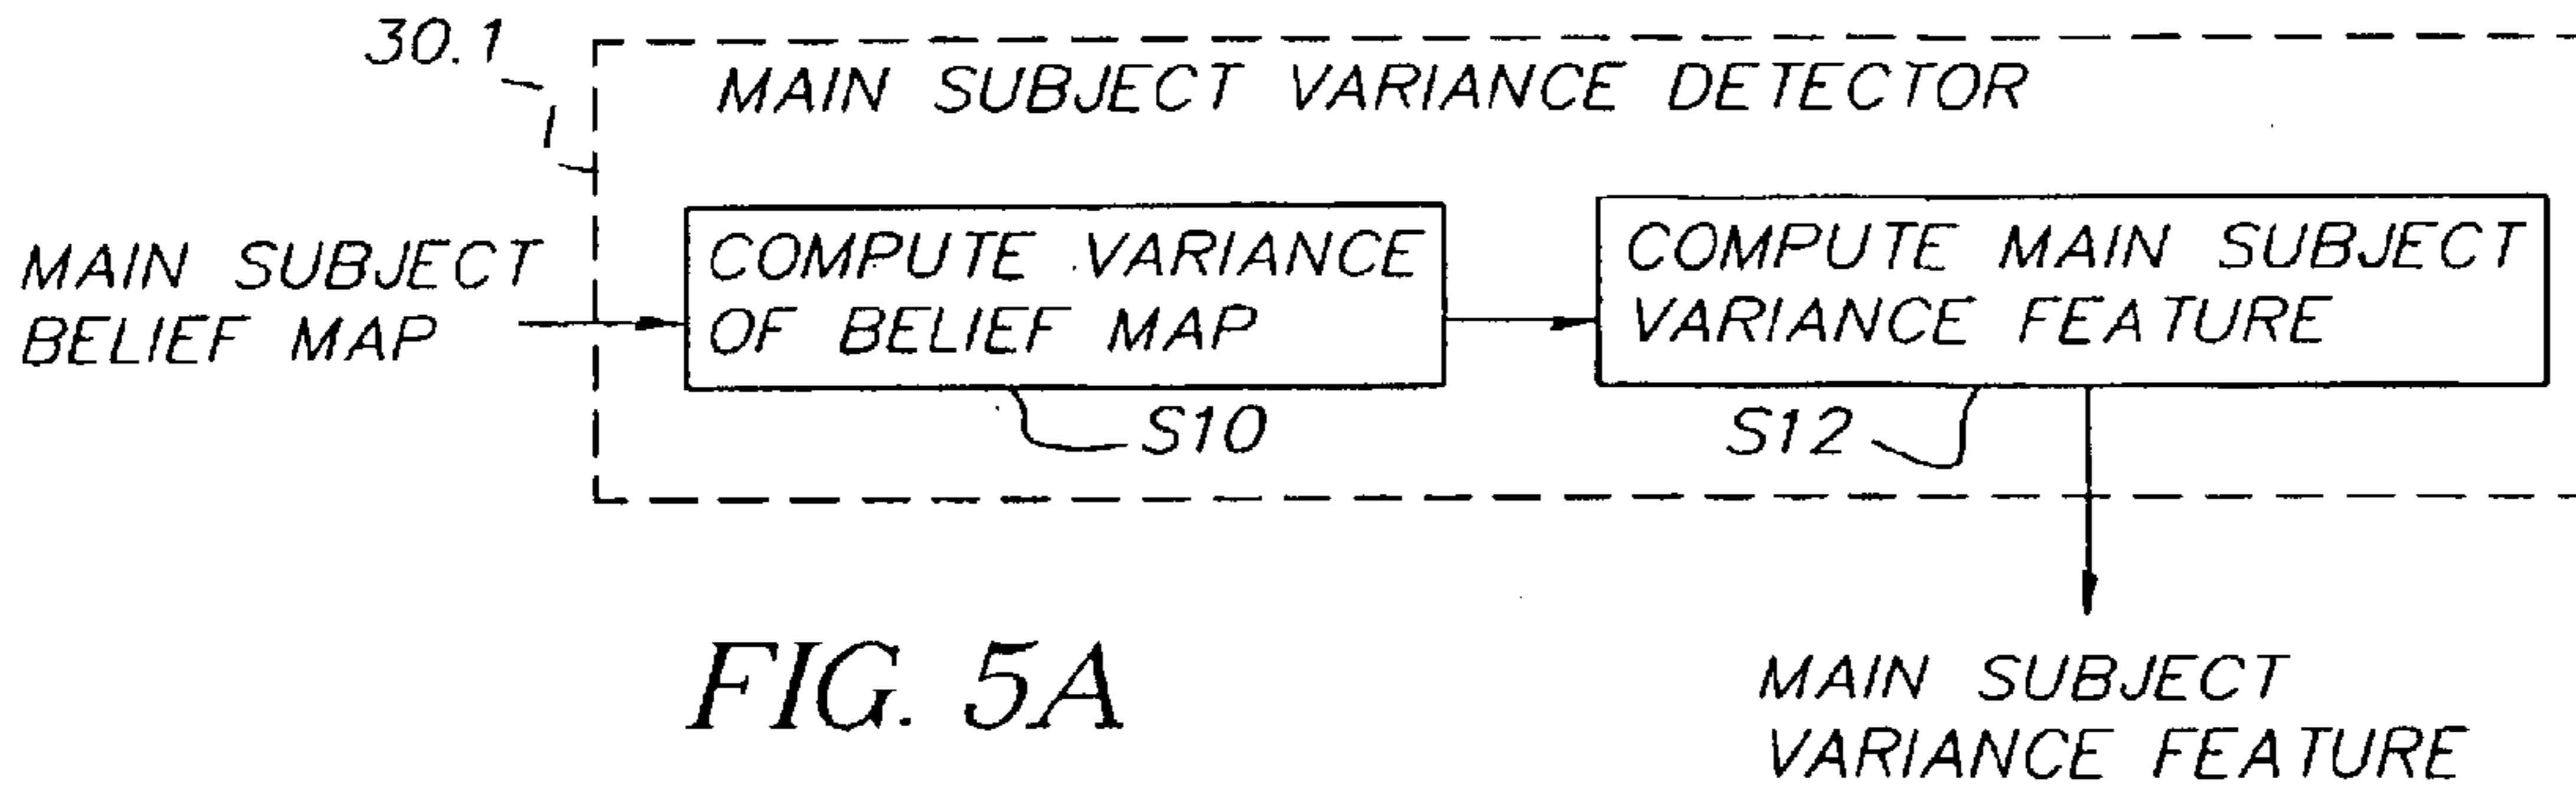 30.1
MAIN SUBJECT VARIANCE DETECTOR
MAIN SUBJECT
BELIEF MAP
COMPUTE VARIANCE
OF BELIEF MAP
S10
COMPUTE MAIN SUBJECT
VARIANCE FEATURE
S12
MAIN SUBJECT
VARIANCE FEATURE
FIG. 5A